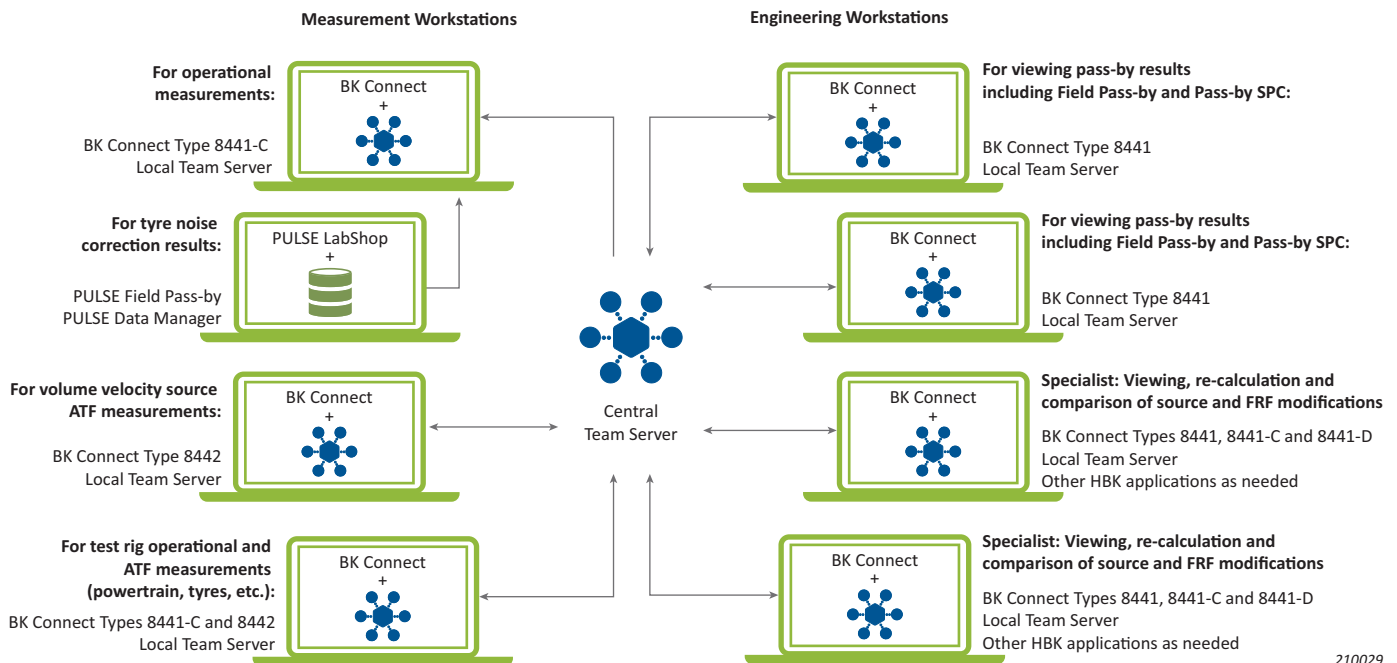 Measurement Workstations
Engineering Workstations
For operational
measurements:
BK Connect Type 8441-C
Local Team Server
BK Connect
+
For tyre noise
correction results:
PULSE Field Pass-by
PULSE Data Manager
PULSE LabShop
+
For volume velocity source
ATF measurements:
BK Connect Type 8442
Local Team Server
BK Connect
+
For test rig operational and
ATF measurements
(powertrain, tyres, etc.):
BK Connect Types 8441-C and 8442
Local Team Server
BK Connect
+
Central
Team Server
BK Connect
+
For viewing pass-by results
including Field Pass-by and Pass-by SPC:
BK Connect Type 8441
Local Team Server
BK Connect
+
For viewing pass-by results
including Field Pass-by and Pass-by SPC:
BK Connect Type 8441
Local Team Server
BK Connect
+
Specialist: Viewing, re-calculation and
comparison of source and FRF modifications
BK Connect Types 8441, 8441-C and 8441-D
Local Team Server
Other HBK applications as needed
BK Connect
+
Specialist: Viewing, re-calculation and
comparison of source and FRF modifications
BK Connect Types 8441, 8441-C and 8441-D
Local Team Server
Other HBK applications as needed
210029